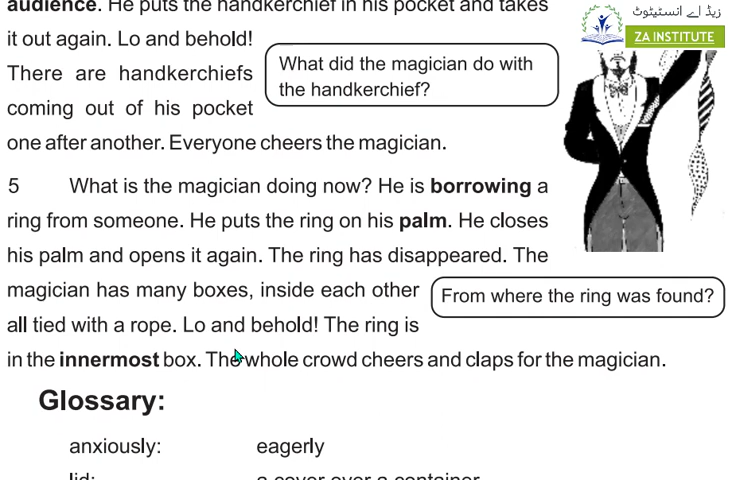 audience. He puts the handkerchief in his pocket and takes
it out again. Lo and behold!
There are handkerchiefs
coming out of his pocket
one after another. Everyone cheers the magician.
What did the magician do with
the handkerchief?
زیڈ اے انسٹیٹوٹ
ZA INSTITUTE
5 What is the magician doing now? He is borrowing a
ring from someone. He puts the ring on his palm. He closes
his palm and opens it again. The ring has disappeared. The
magician has many boxes, inside each other
all tied with a rope. Lo and behold! The ring is
in the innermost box. The whole crowd cheers and claps for the magician.
From where the ring was found?
Glossary:
anxiously: eagerly
lid: a cover over a container